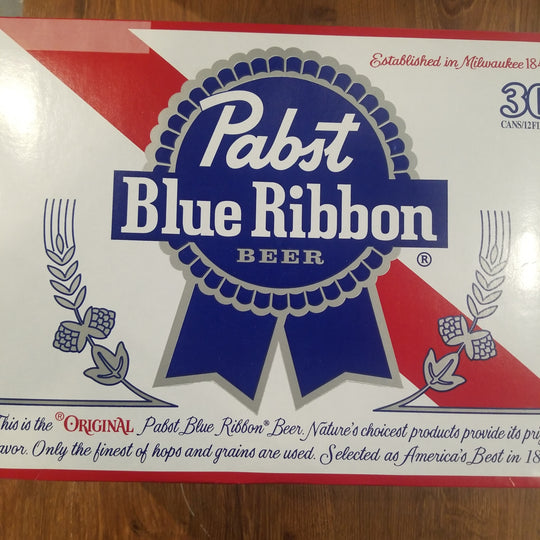 Established in Milwaukee 184
30
CANS/12 FL
Pabst
Blue Ribbon
BEER
®
This is the ®ORIGINAL Pabst Blue Ribbon® Beer. Nature's choicest products provide its
avor. Only the finest of hops and grains are used. Selected as America's Best in 18